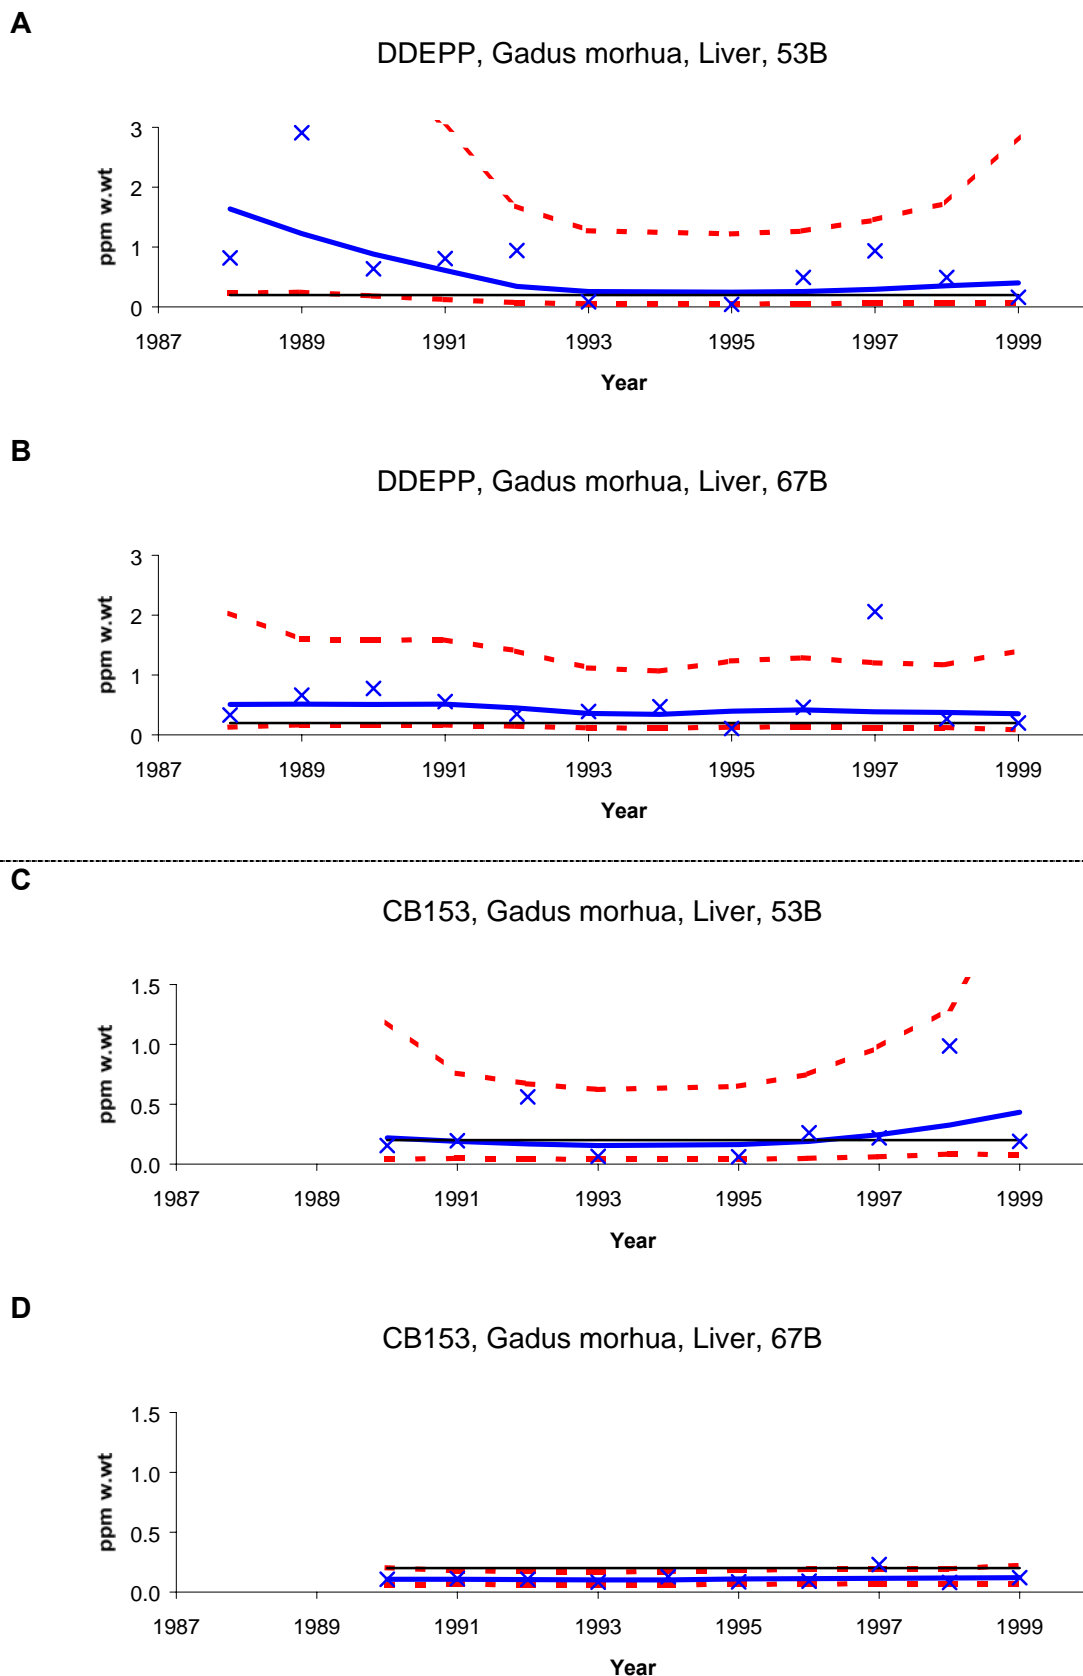 A
DDEPP, Gadus morhua, Liver, 53B
3
2
1
0
ppm w.wt
1987 1989 1991 1993 1995 1997 1999
Year
B
DDEPP, Gadus morhua, Liver, 67B
3
2
1
0
ppm w.wt
1987 1989 1991 1993 1995 1997 1999
Year
C
CB153, Gadus morhua, Liver, 53B
1.5
1.0
0.5
0.0
ppm w.wt
1987 1989 1991 1993 1995 1997 1999
Year
D
CB153, Gadus morhua, Liver, 67B
1.5
1.0
0.5
0.0
ppm w.wt
1987 1989 1991 1993 1995 1997 1999
Year